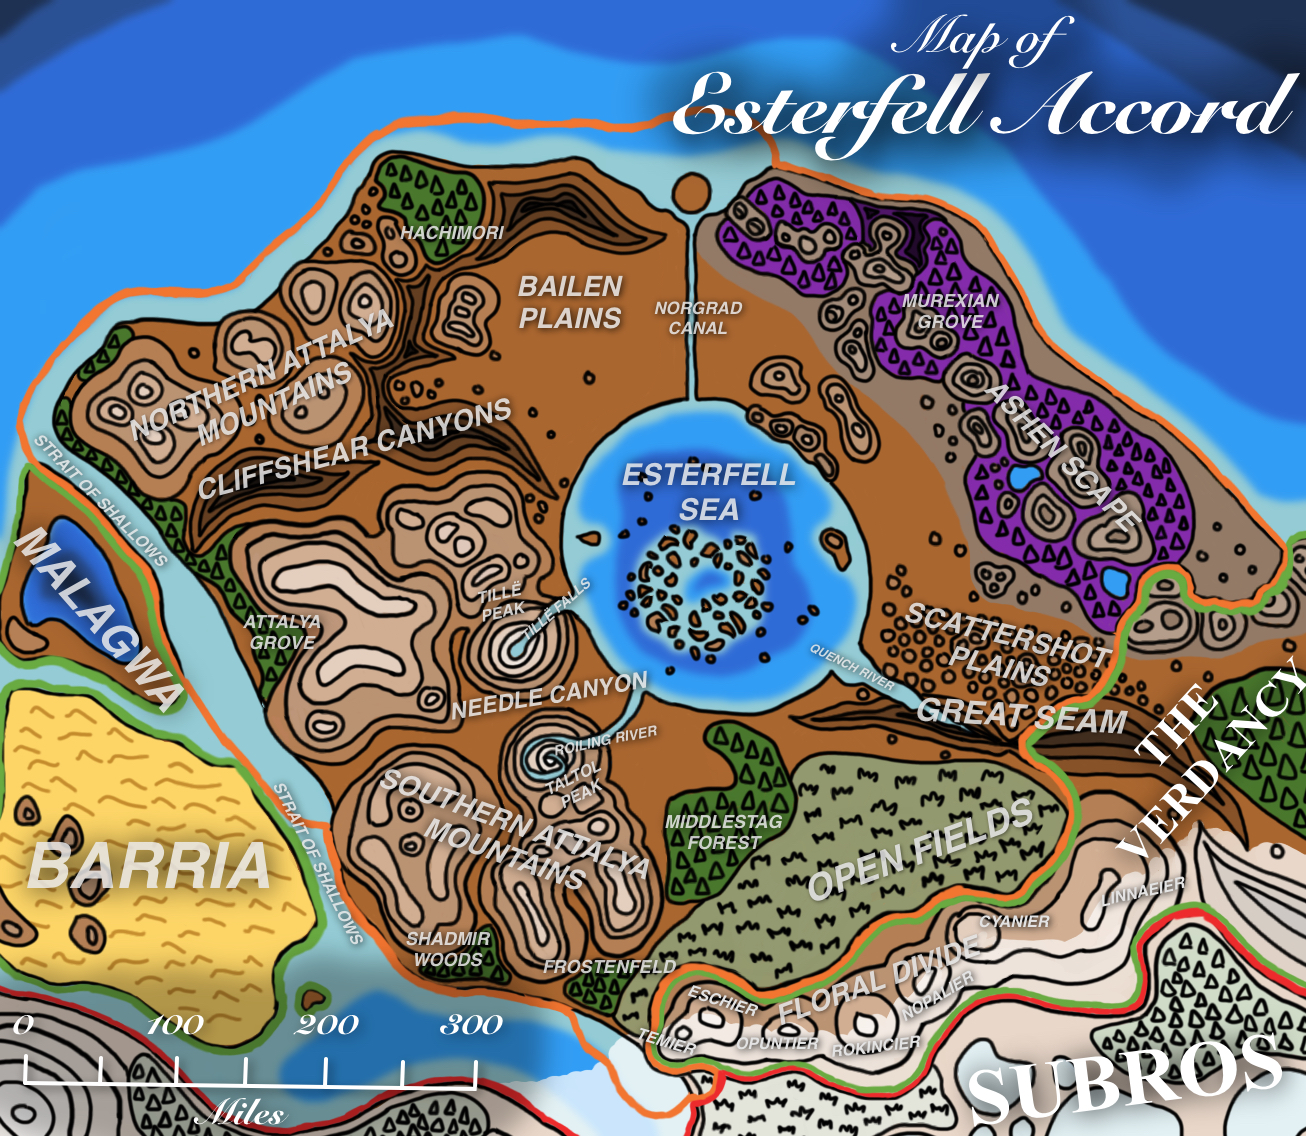 Map of
Esterfell Accord
HACHIMORI
BAILEN
PLAINS
NORGRAD
CANAL
MUREXIAN
GROVE
NORTHERN ATTALYA
MOUNTAINS
CLIFFSHEAR CANYONS
ASHEN SCAPE
STRAIT OF SHALLOWS
ESTERFELL
SEA
MALAGWA
TILLË
PEAK
TILLË FALLS
ATTALYA
GROVE
SCATTERSHOT
PLAINS
QUENCH RIVER
NEEDLE CANYON
GREAT SEAM
THE
VERDANCY
ROILING RIVER
TALTOL
PEAK
SOUTHERN ATTALYA
MOUNTAINS
STRAIT OF SHALLOWS
MIDDLESTAG
FOREST
OPEN FIELDS
BARRIA
LINNAEIER
CYANIER
SHADMIR
WOODS
FROSTENFELD
FLORAL DIVIDE
ESCHIER
NOPALIER
TEMIER
OPUNTIER
ROKINCIER
SUBROS
0 100 200 300
Miles